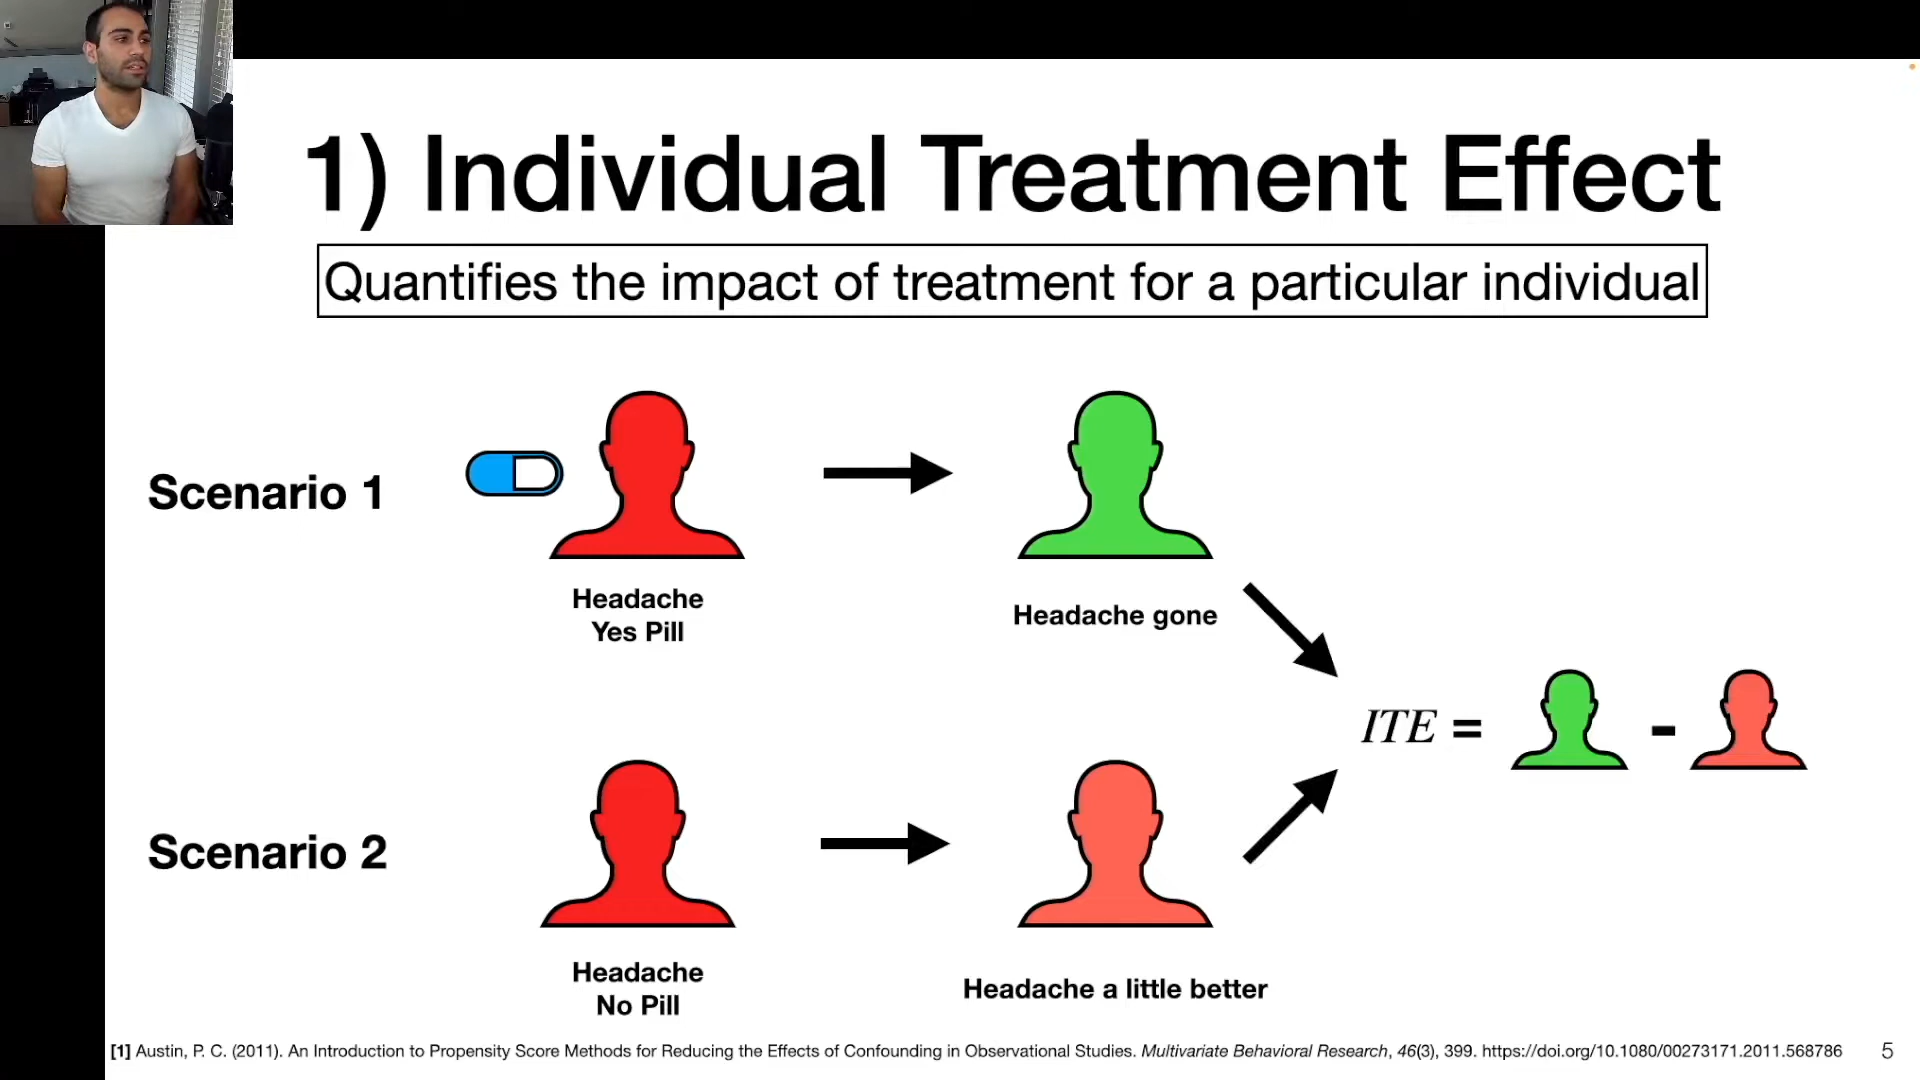 1) Individual Treatment Effect
Quantifies the impact of treatment for a particular individual
Scenario 1
Headache
Yes Pill
Headache gone
ITE = -
Scenario 2
Headache
No Pill
Headache a little better
[1] Austin, P. C. (2011). An Introduction to Propensity Score Methods for Reducing the Effects of Confounding in Observational Studies. Multivariate Behavioral Research, 46(3), 399. https://doi.org/10.1080/00273171.2011.568786
5